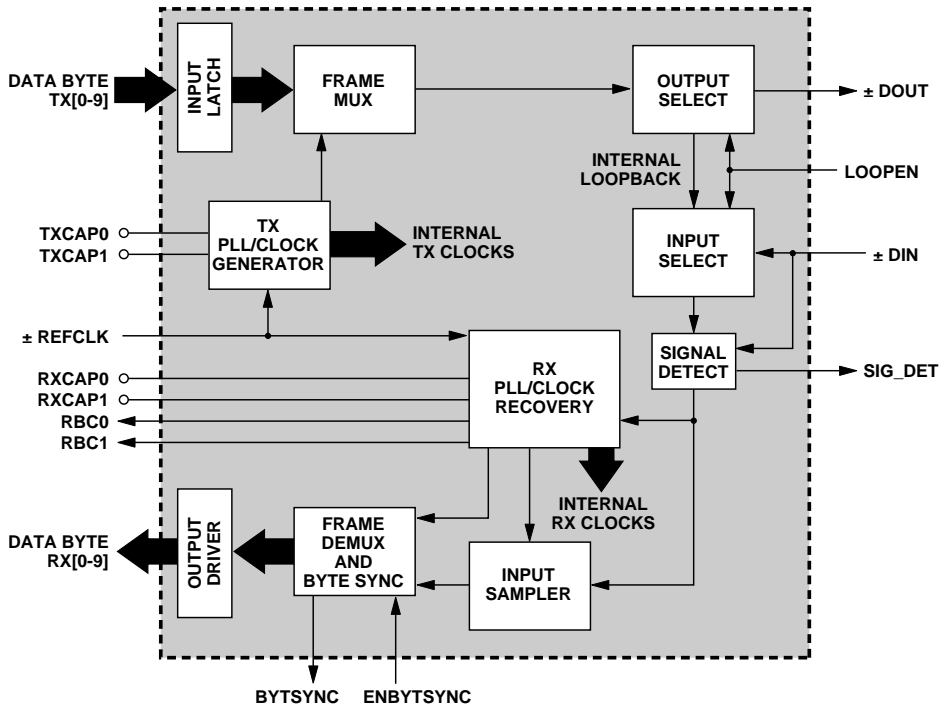 DATA BYTE
TX[0-9]
INPUT
LATCH
FRAME
MUX
OUTPUT
SELECT
± DOUT
INTERNAL
LOOPBACK
LOOPEN
TXCAP0
TXCAP1
TX
PLL/CLOCK
GENERATOR
INTERNAL
TX CLOCKS
INPUT
SELECT
± DIN
± REFCLK
SIGNAL
DETECT
SIG_DET
RXCAP0
RXCAP1
RBC0
RBC1
RX
PLL/CLOCK
RECOVERY
INTERNAL
RX CLOCKS
DATA BYTE
RX[0-9]
OUTPUT
DRIVER
FRAME
DEMUX
AND
BYTE SYNC
INPUT
SAMPLER
BYTSYNC
ENBYTSYNC